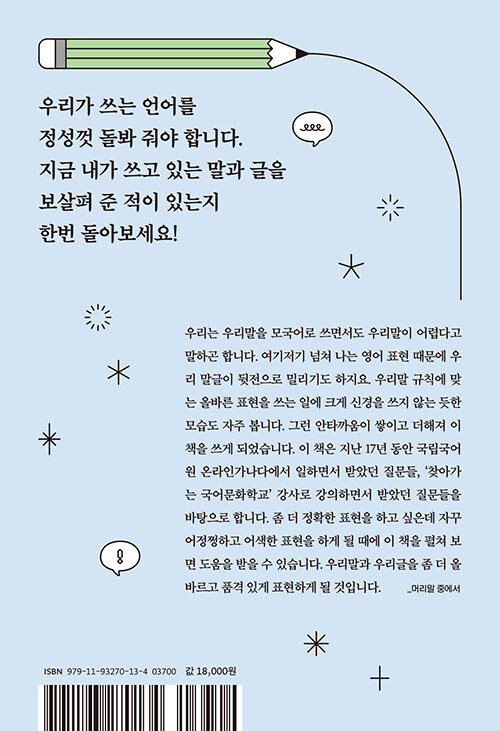 우리가 쓰는 언어를
정성껏 돌봐 줘야 합니다.
지금 내가 쓰고 있는 말과 글을
보살펴 준 적이 있는지
한번 돌아보세요!
우리는 우리말을 모국어로 쓰면서도 우리말이 어렵다고
말하곤 합니다. 여기저기 넘쳐 나는 영어 표현 때문에 우
리 말글이 뒷전으로 밀리기도 하지요. 우리말 규칙에 맞
는 올바른 표현을 쓰는 일에 크게 신경을 쓰지 않는 듯한
모습도 자주 봅니다. 그런 안타까움이 쌓이고 더해져 이
책을 쓰게 되었습니다. 이 책은 지난 17년 동안 국립국어
원 온라인가나다에서 일하면서 받았던 질문들, ‘찾아가
는 국어문화학교’ 강사로 강의하면서 받았던 질문들을
바탕으로 합니다. 좀 더 정확한 표현을 하고 싶은데 자꾸
어정쩡하고 어색한 표현을 하게 될 때에 이 책을 펼쳐 보
면 도움을 받을 수 있습니다. 우리말과 우리글을 좀 더 올
바르고 품격 있게 표현하게 될 것입니다. _머리말 중에서
ISBN 979-11-93270-13-4 03700 값 18,000원